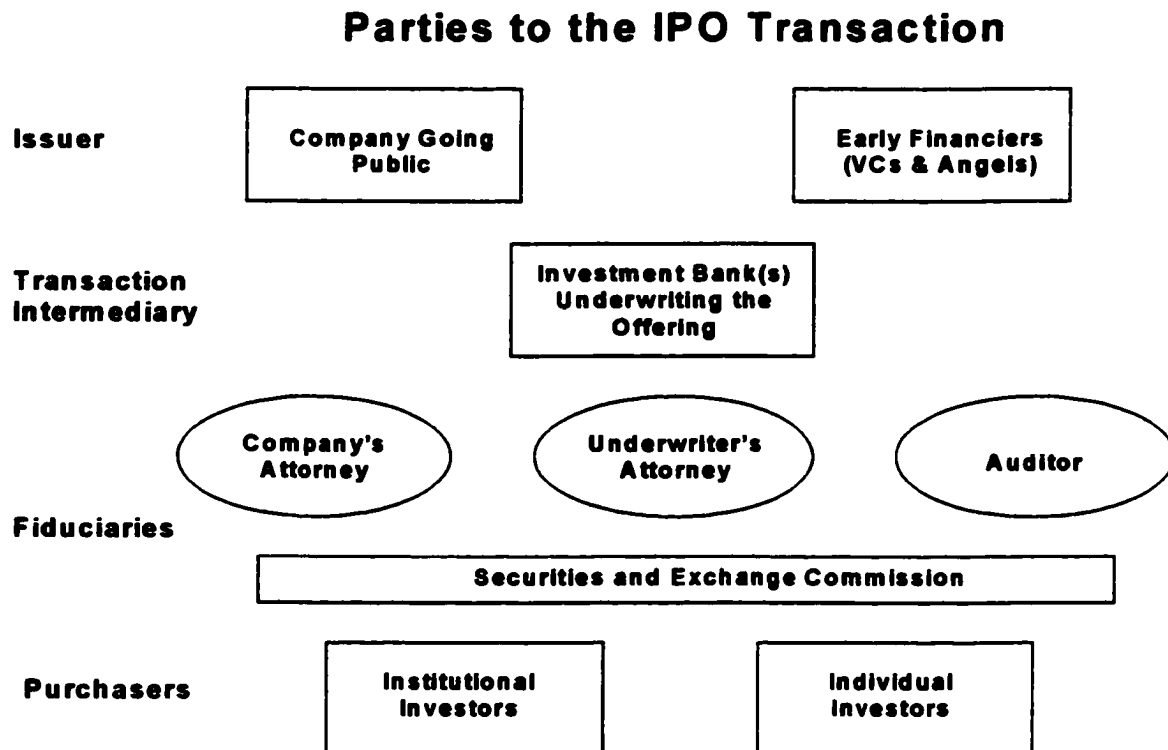 Parties to the IPO Transaction
Issuer
Company Going
Public
Early Financiers
(VCs & Angels)
Transaction
Intermediary
Investment Bank(s)
Underwriting the
Offering
Company's
Attorney
Underwriter's
Attorney
Auditor
Fiduciaries
Securities and Exchange Commission
Purchasers
Institutional
Investors
Individual
Investors